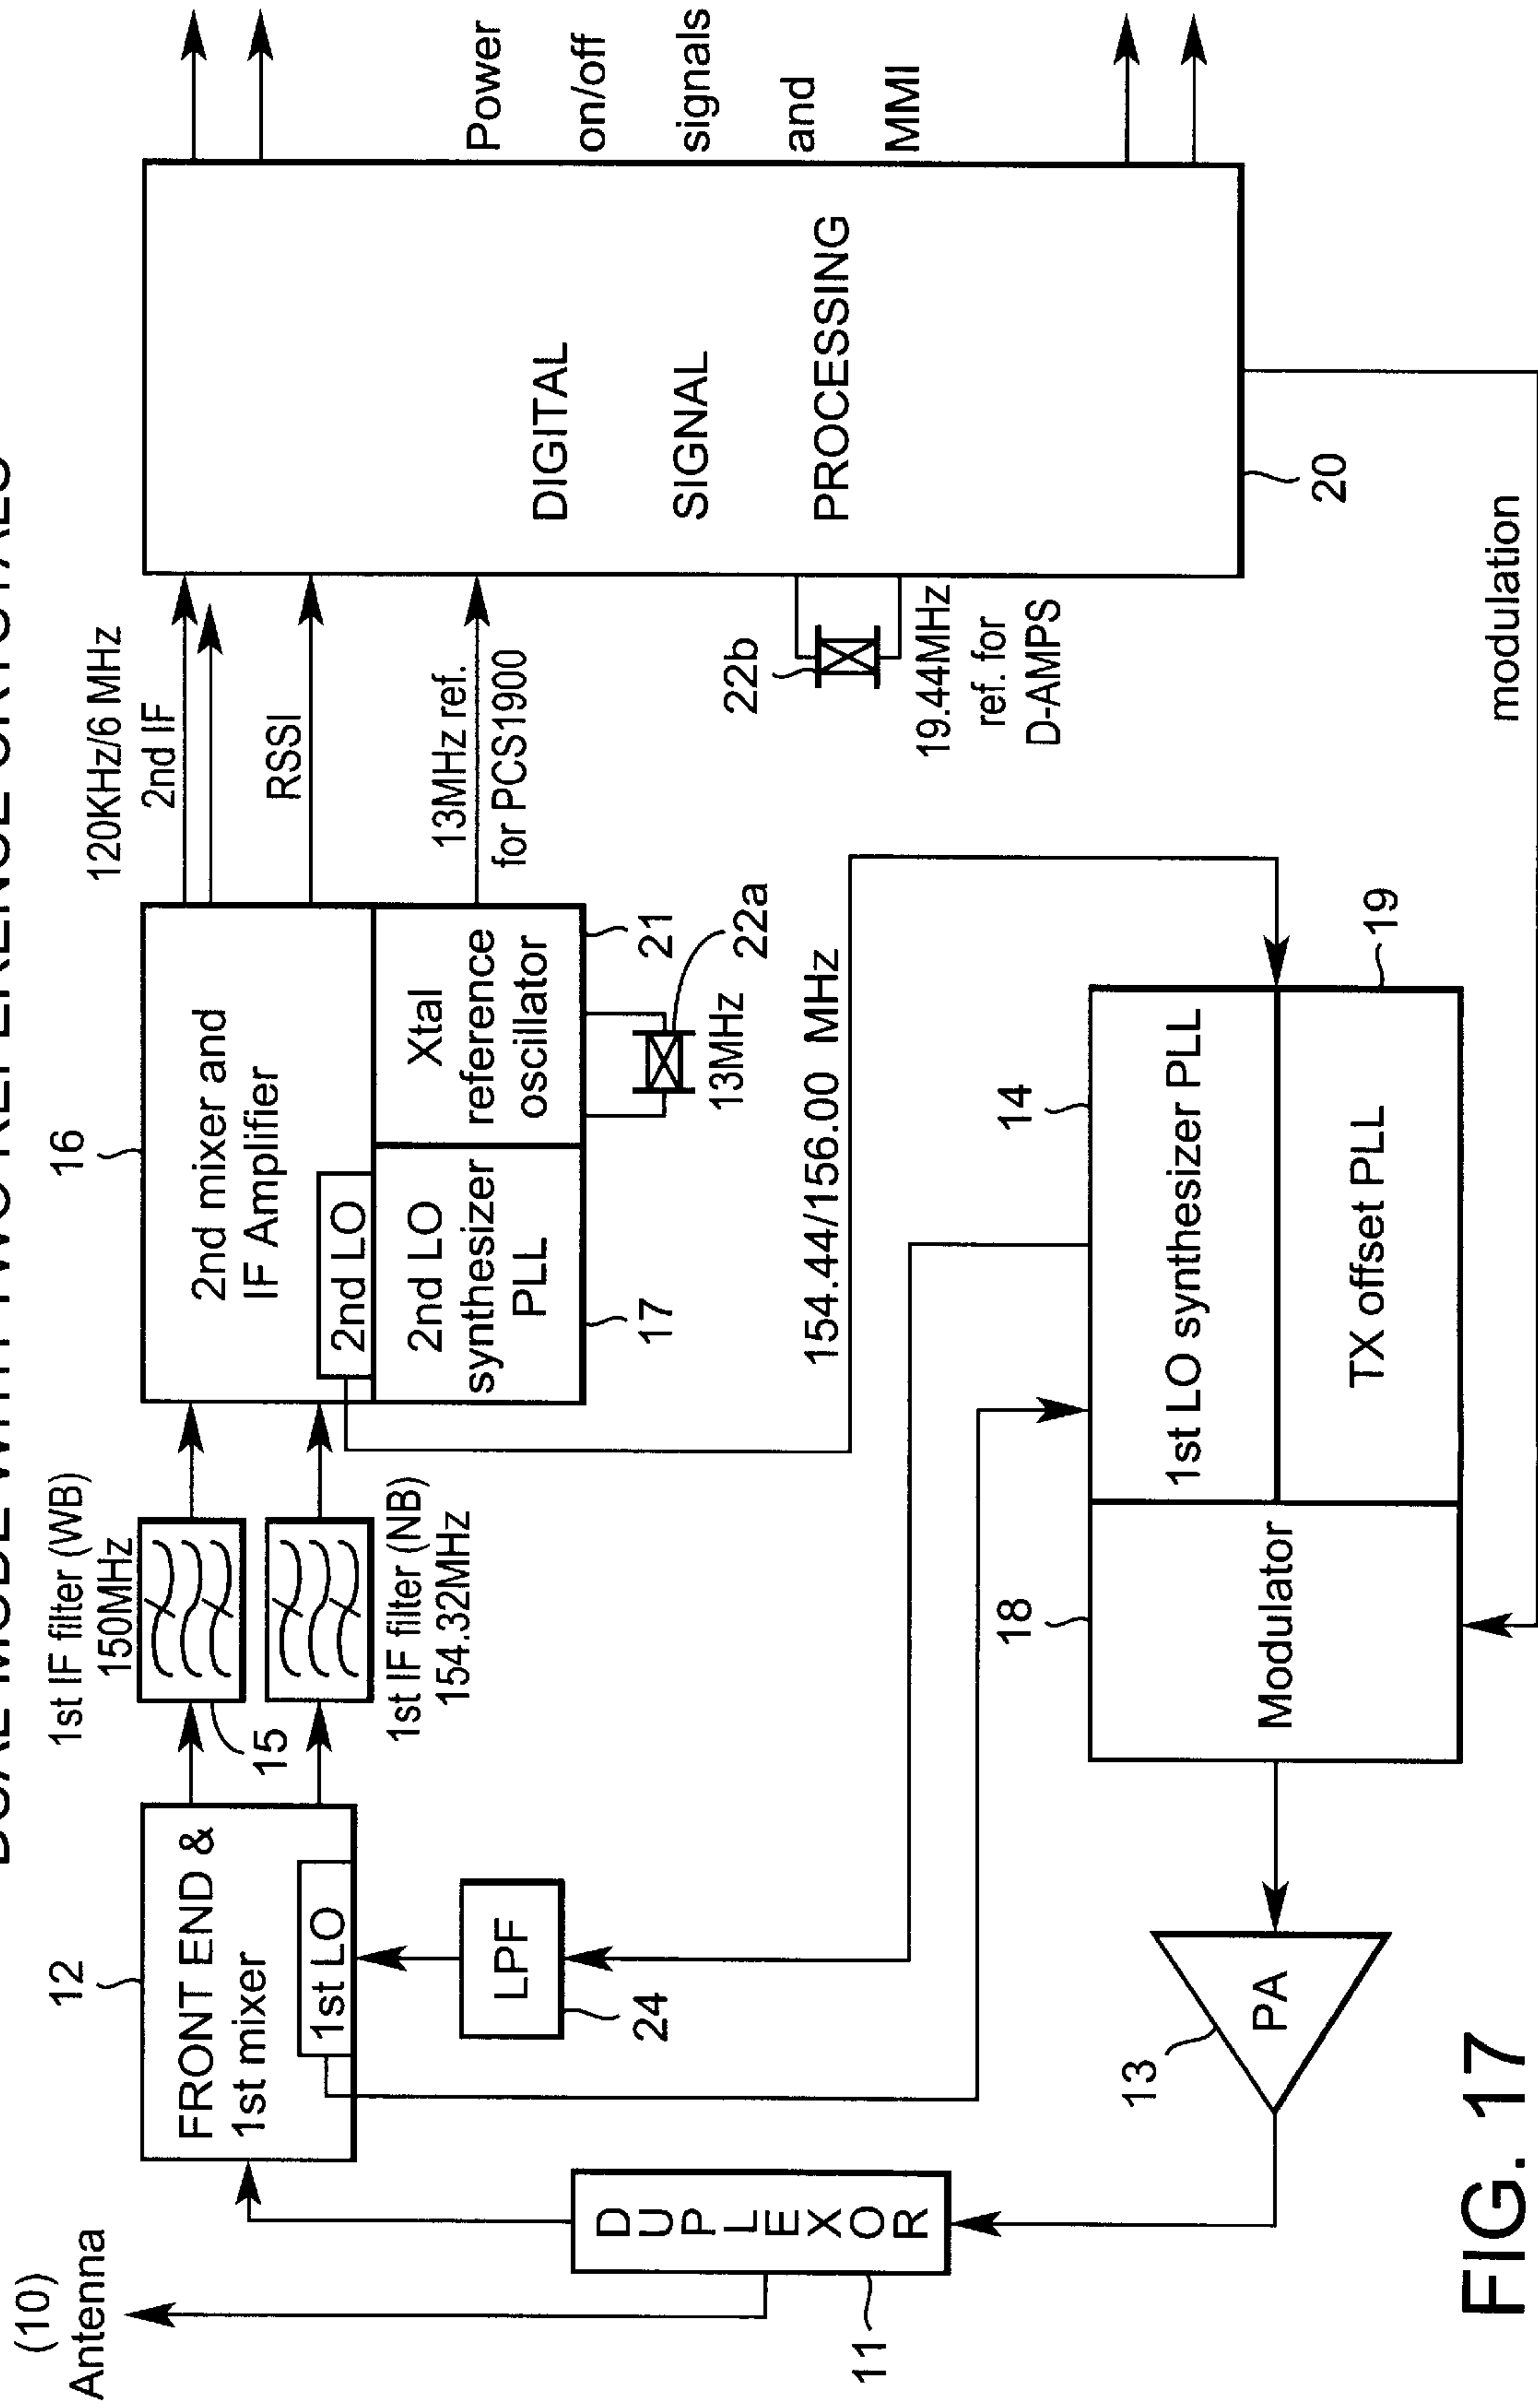 DUAL MODE WITH TWO REFERENCE CRYSTALS
(10)
Antenna
12
FRONT END &
1st mixer
1st LO
1st IF filter (WB)
150MHz
15
1st IF filter (NB)
154.32MHz
16
2nd mixer and
IF Amplifier
2nd LO
2nd LO
synthesizer
PLL
17
Xtal
reference
oscillator
21
22a
13MHz
120KHz/6 MHz
2nd IF
RSSI
13MHz ref.
for PCS1900
22b
19.44MHz
ref. for
D-AMPS
DIGITAL
SIGNAL
PROCESSING
20
Power
on/off
signals
and
MMI
LPF
24
154.44/156.00 MHz
DUPLEXOR
11
13
PA
18
Modulator
14
1st LO synthesizer PLL
TX offset PLL
19
modulation
FIG. 17